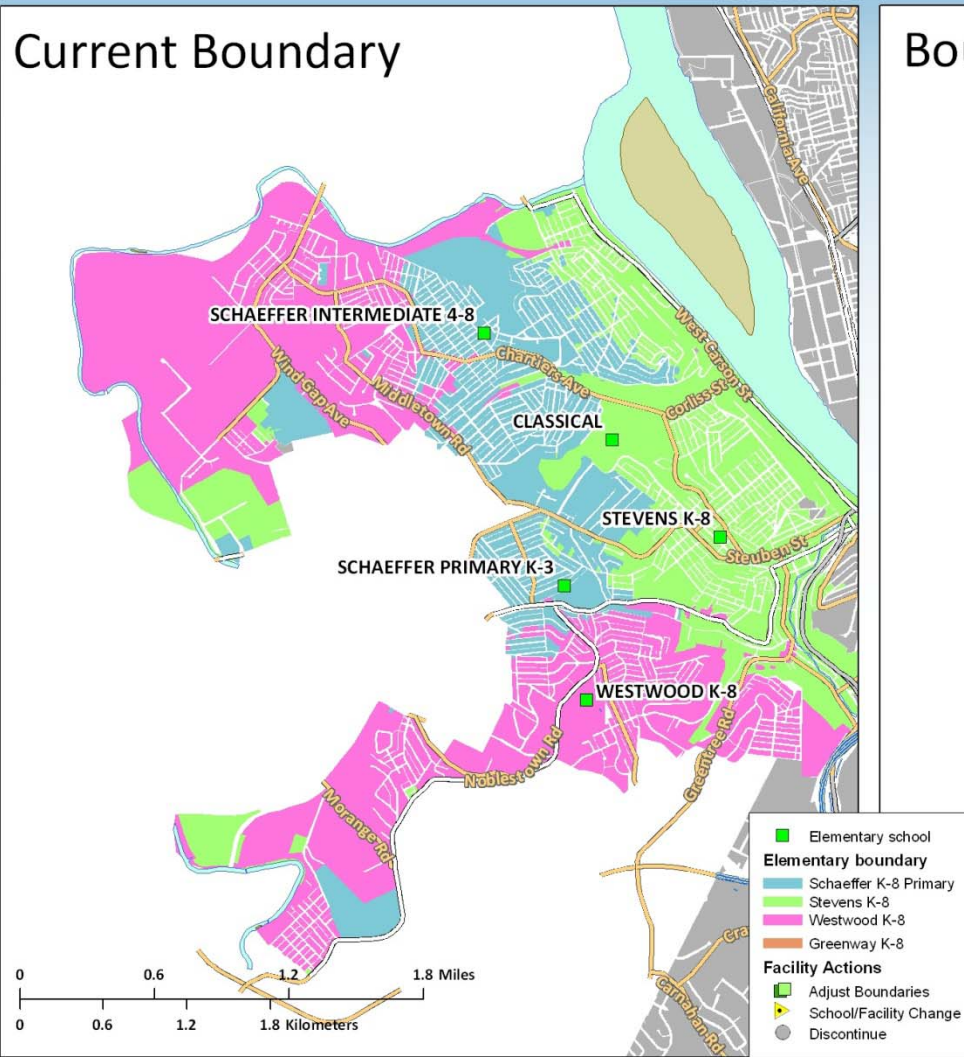 Current Boundary
Bou
California Ave
SCHAEFFER INTERMEDIATE 4-8
West Carson St
Chartiers Ave
Wind Gap Ave
Middletown Rd
Corliss St
CLASSICAL
STEVENS K-8
Steuben St
SCHAEFFER PRIMARY K-3
WESTWOOD K-8
Noblestown Rd
Greentree Rd
Morange Rd
Elementary school
Elementary boundary
Schaeffer K-8 Primary
Stevens K-8
Westwood K-8
Greenway K-8
Facility Actions
Adjust Boundaries
School/Facility Change
Discontinue
Cra
Carnahan Rd
0 0.6 1.2 1.8 Miles
0 0.6 1.2 1.8 Kilometers